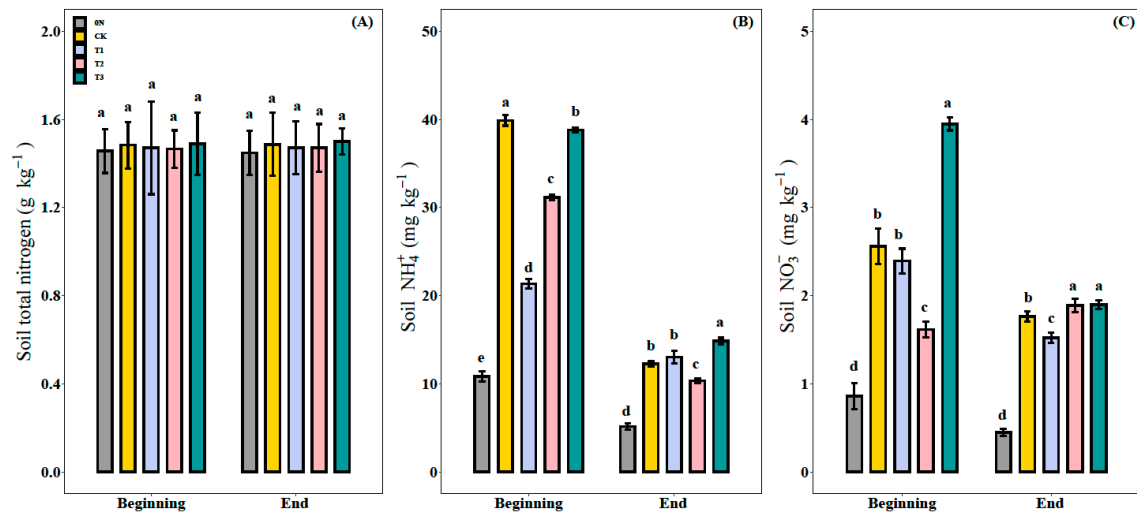 (A)
Soil total nitrogen (g kg⁻¹)
2.0
1.6
1.2
0.8
0.4
0.0
0N
CK
T1
T2
T3
a a a a a
a a a a a
Beginning End
(B)
Soil NH₄⁺ (mg kg⁻¹)
50
40
30
20
10
0
e a d c b
d b b c a
Beginning End
(C)
Soil NO₃⁻ (mg kg⁻¹)
5
4
3
2
1
0
d b b c a
d b c a a
Beginning End